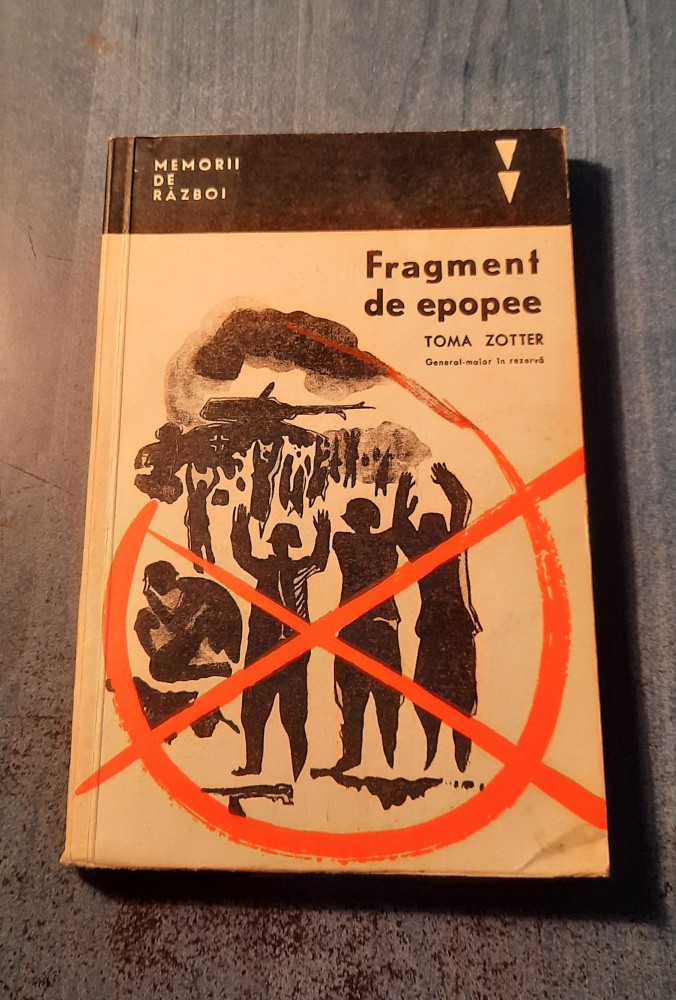 MEMORII
DE
RĂZBOI
Fragment
de epopee
TOMA ZOTTER
General-maior în rezervă